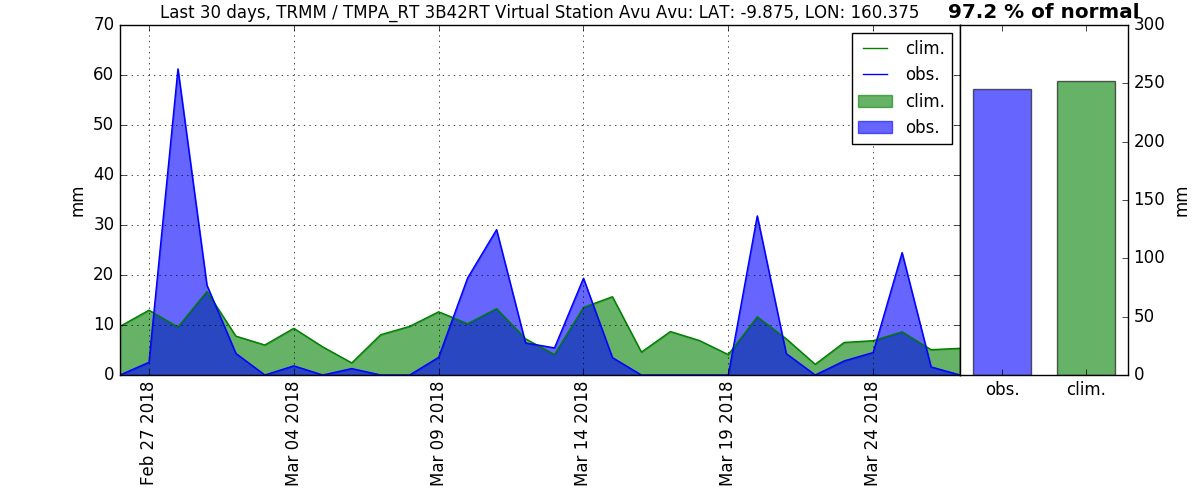 Last 30 days, TRMM / TMPA_RT 3B42RT Virtual Station Avu Avu: LAT: -9.875, LON: 160.375
97.2 % of normal
70
60
50
40
30
20
10
0
mm
clim.
obs.
clim.
obs.
300
250
200
150
100
50
0
mm
obs.
clim.
Feb 27 2018
Mar 04 2018
Mar 09 2018
Mar 14 2018
Mar 19 2018
Mar 24 2018